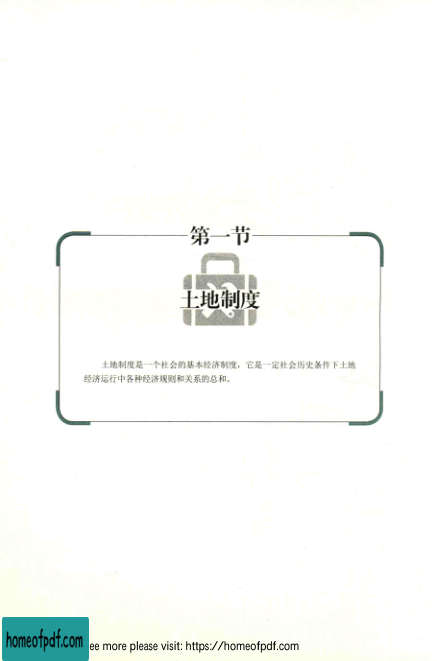 第一节
土地制度
土地制度是一个社会的基本经济制度，它是一定社会历史条件下土地
经济运行中各种经济规则和关系的总和。
homeofpdf.com
ee more please visit: https://homeofpdf.com